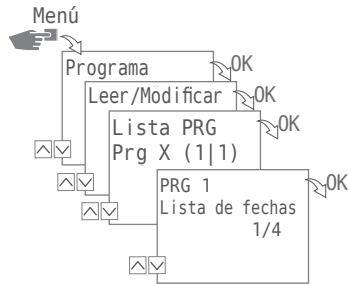 Menú
Programa
OK
Leer/Modificar
OK
Lista PRG
OK
Prg X (1|1)
PRG 1
OK
Lista de fechas
1/4